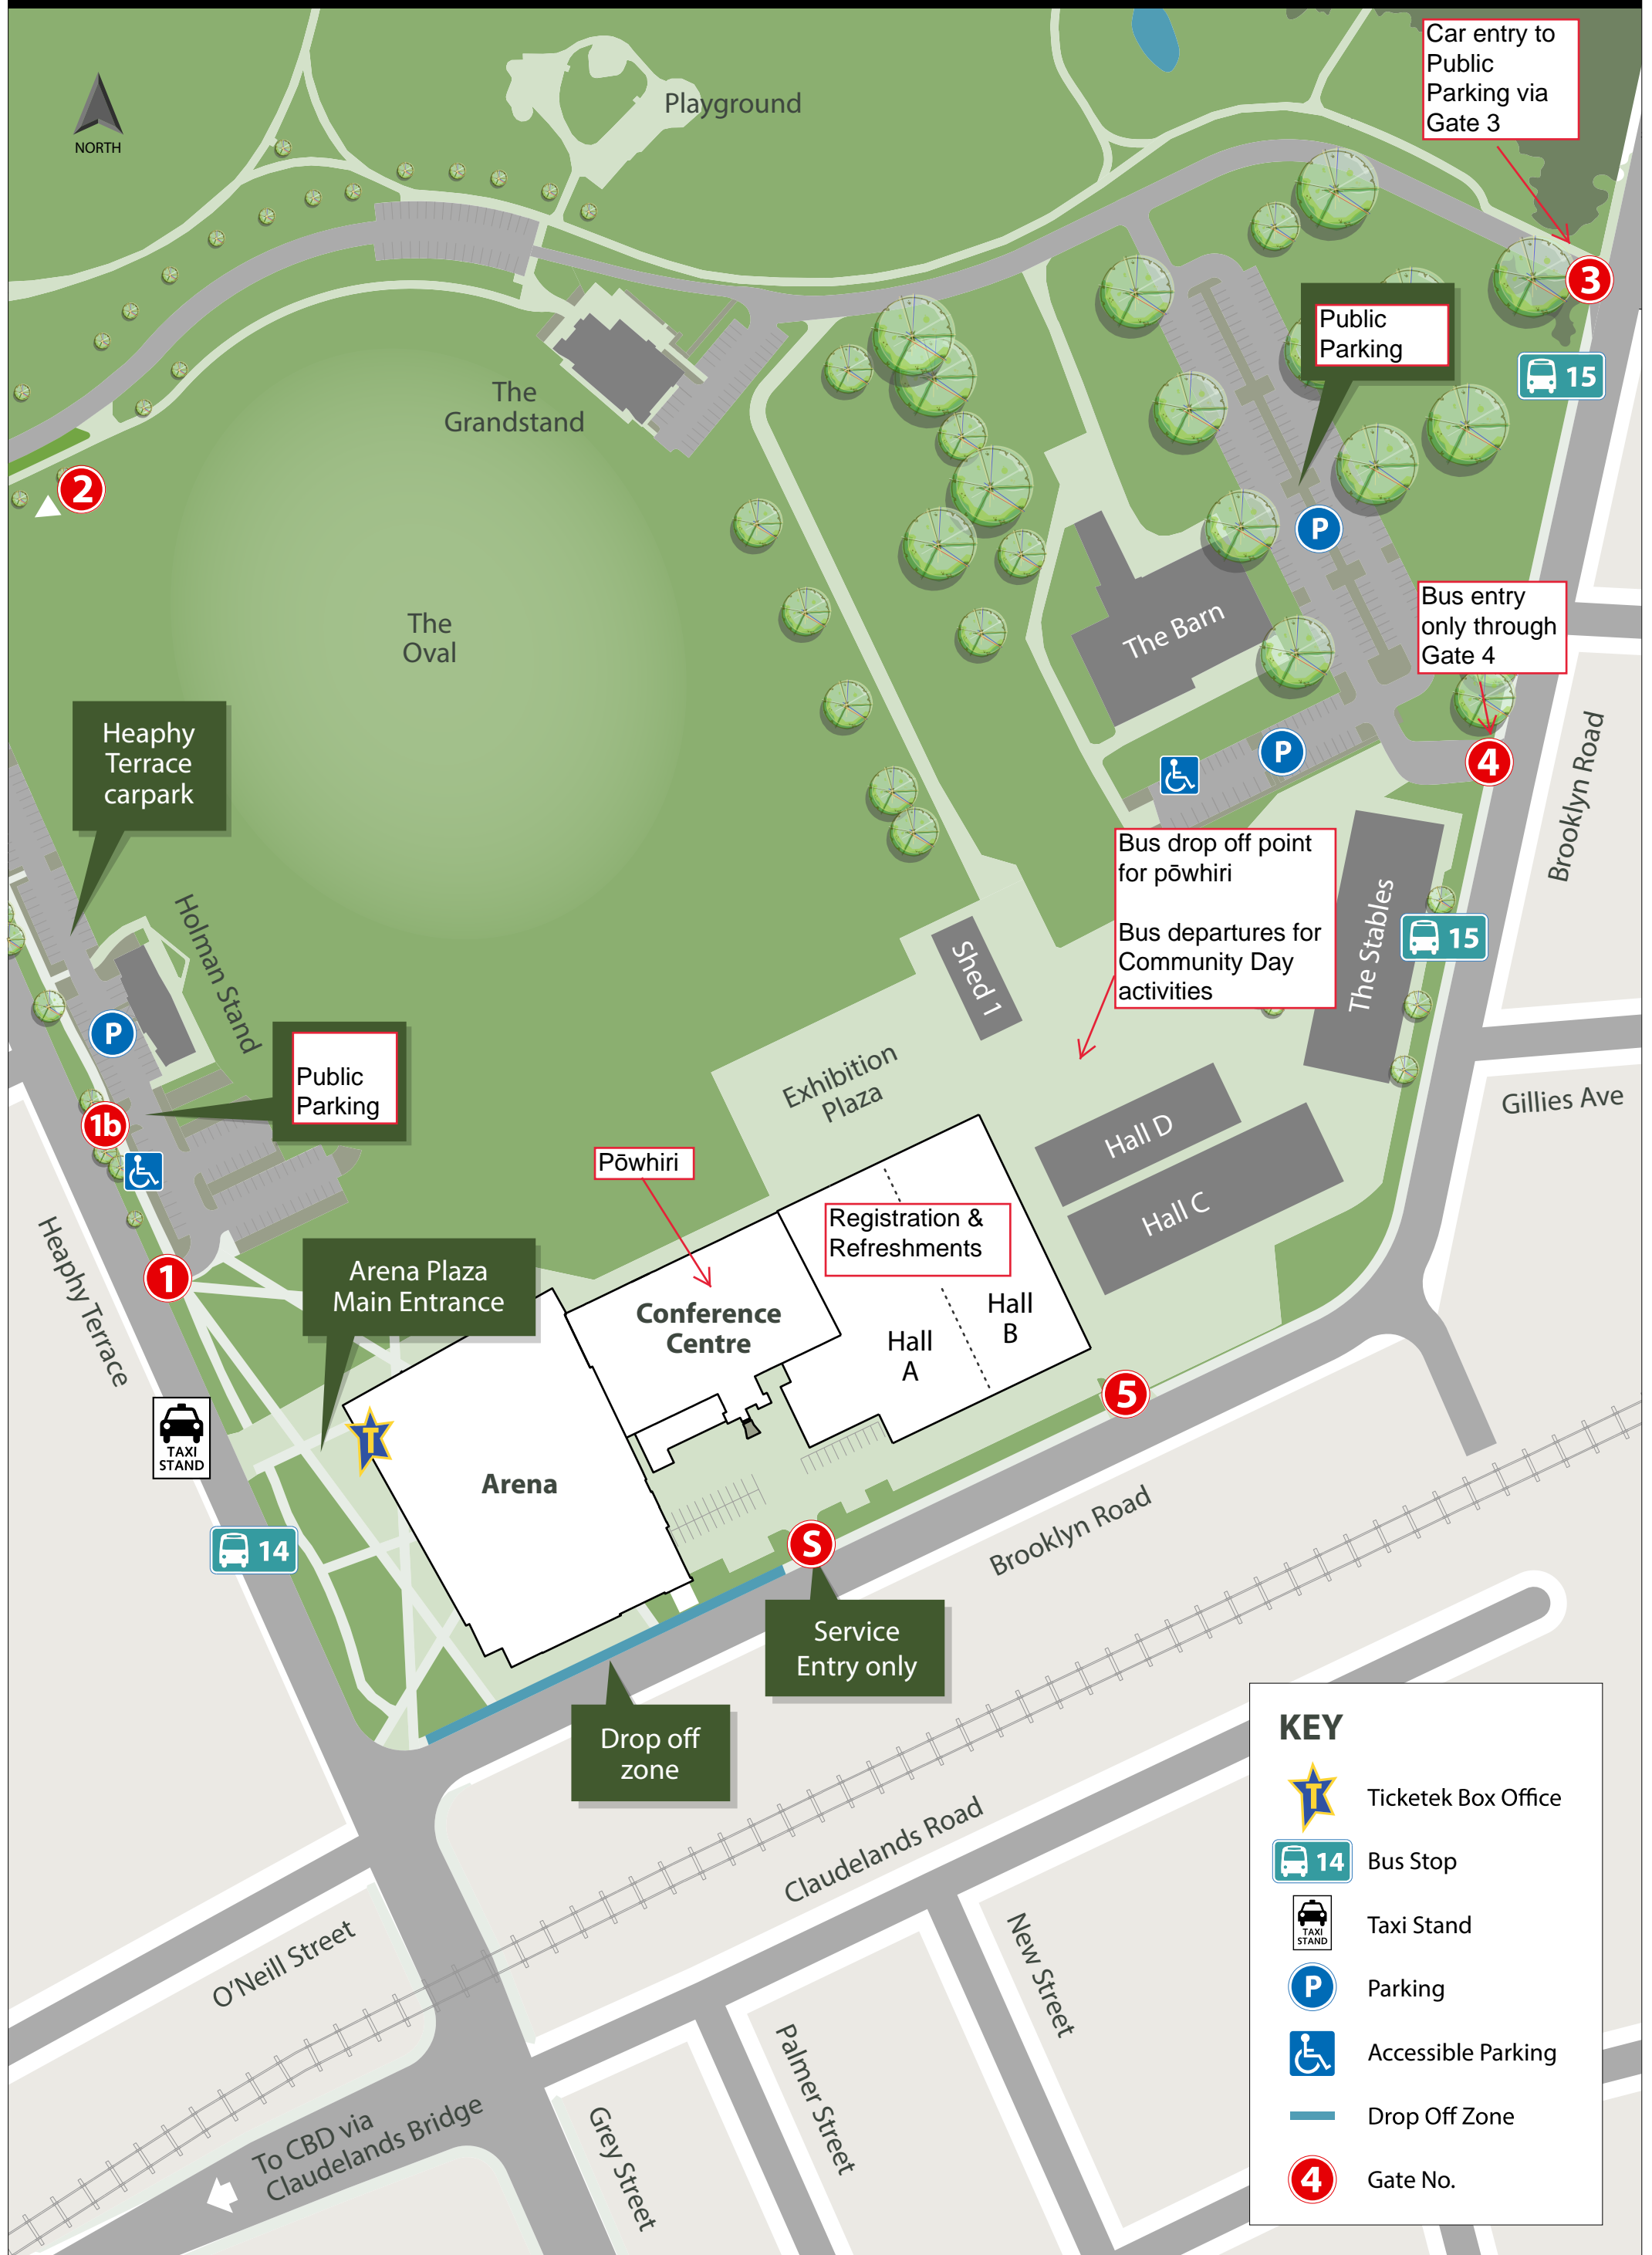 Car entry to
Public
Parking via
Gate 3
NORTH
Playground
3
Public
Parking
15
The
Grandstand
2
P
The
Oval
Bus entry
only through
Gate 4
The Barn
Heaphy
Terrace
carpark
P
4
Brooklyn Road
Bus drop off point
for pōwhiri
Bus departures for
Community Day
activities
The Stables
15
Holman Stand
Shed 1
P
Public
Parking
Exhibition
Plaza
1b
Hall D
Gillies Ave
Pōwhiri
Hall C
Registration &
Refreshments
Heaphy Terrace
1
Arena Plaza
Main Entrance
Conference
Centre
Hall
A
Hall
B
5
TAXI
STAND
T
Arena
14
S
Brooklyn Road
Service
Entry only
Drop off
zone
Claudelands Road
O'Neill Street
New Street
Palmer Street
To CBD via
Claudelands Bridge
Grey Street
KEY
T Ticketek Box Office
14 Bus Stop
TAXI
STAND
Taxi Stand
P Parking
Accessible Parking
Drop Off Zone
4 Gate No.